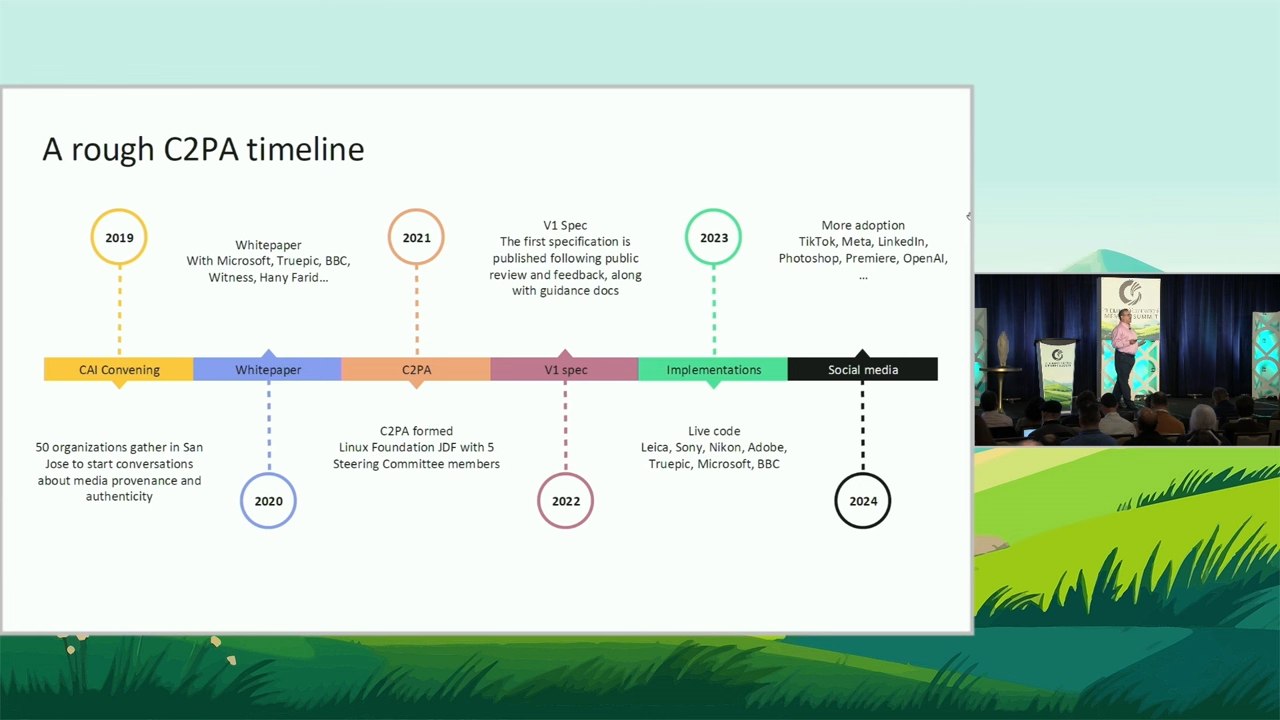 A rough C2PA timeline
2019
Whitepaper
With Microsoft, Truepic, BBC,
Witness, Hany Farid...
2021
V1 Spec
The first specification is
published following public
review and feedback, along
with guidance docs
2023
More adoption
TikTok, Meta, LinkedIn,
Photoshop, Premiere, OpenAI,
...
CAI Convening
Whitepaper
C2PA
V1 spec
Implementations
Social media
50 organizations gather in San
Jose to start conversations
about media provenance and
authenticity
2020
C2PA formed
Linux Foundation JDF with 5
Steering Committee members
2022
Live code
Leica, Sony, Nikon, Adobe,
Truepic, Microsoft, BBC
2024